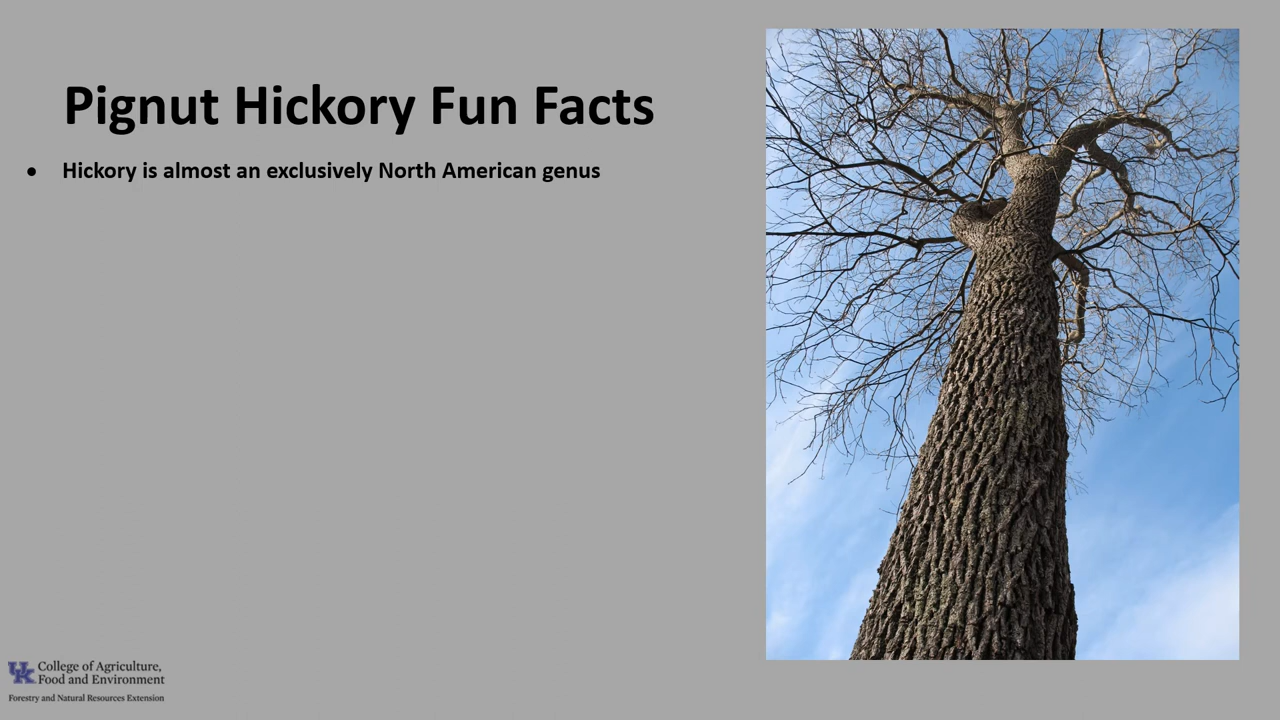 Pignut Hickory Fun Facts
• Hickory is almost an exclusively North American genus
UK College of Agriculture,
Food and Environment
Forestry and Natural Resources Extension